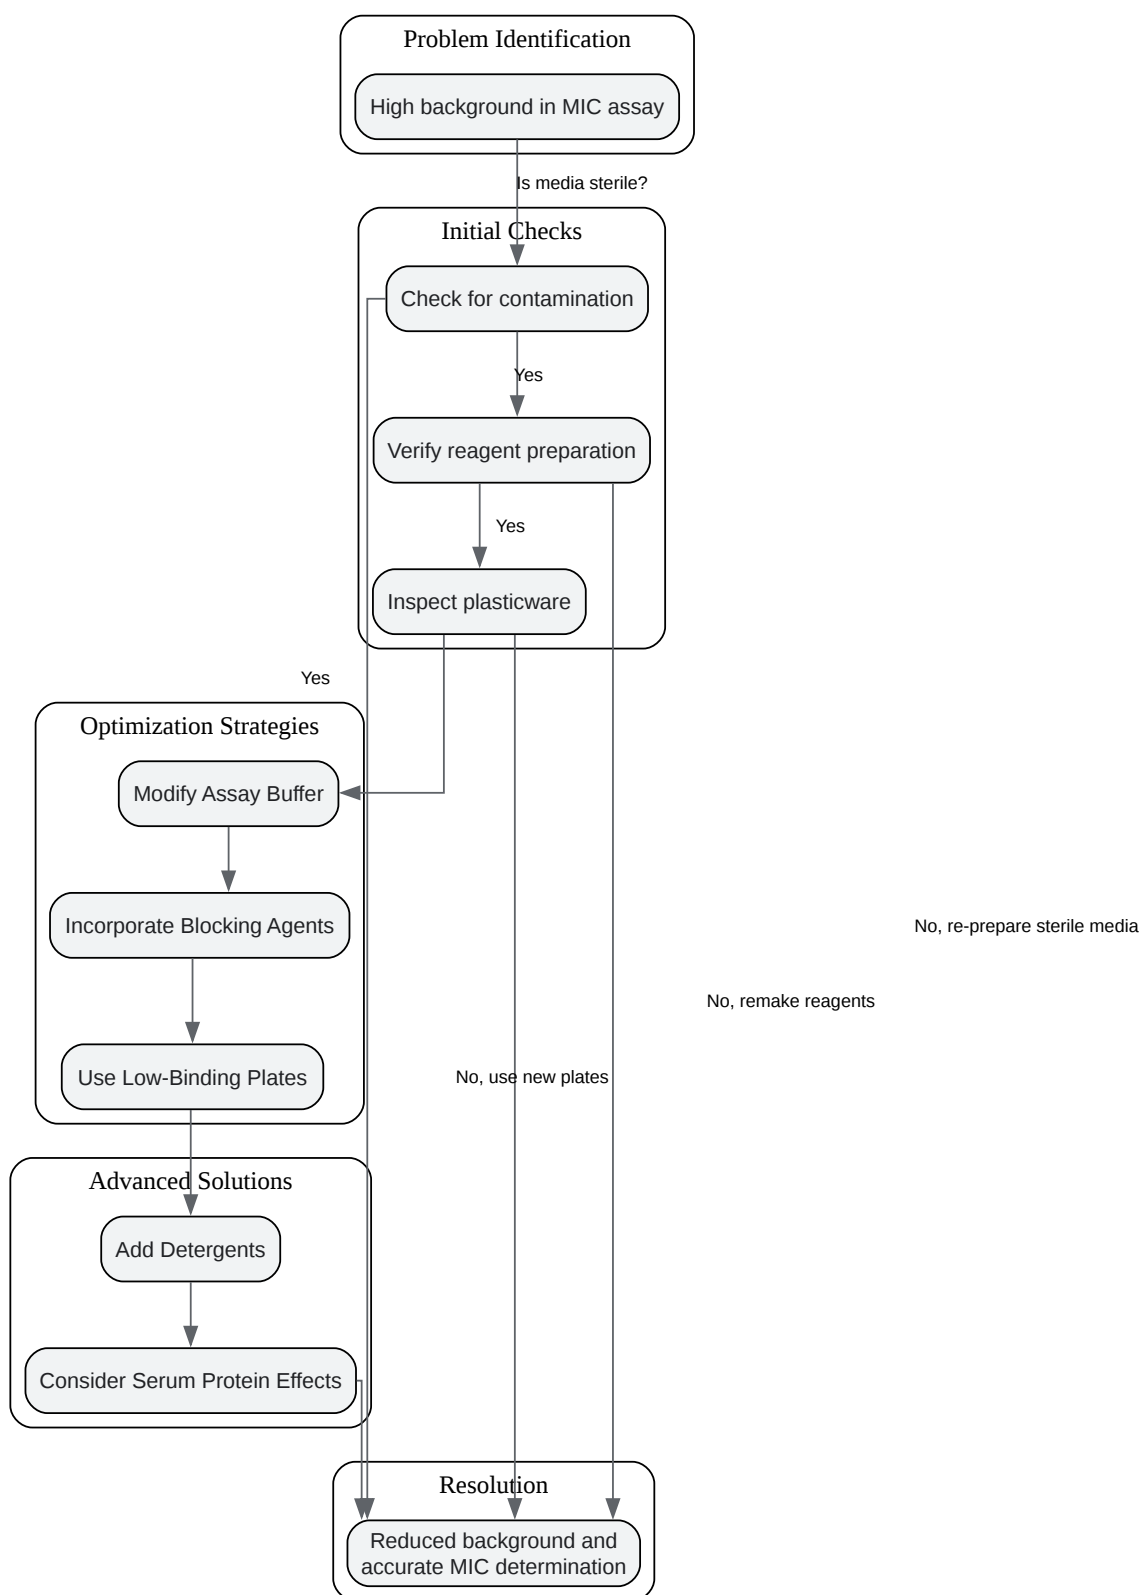 Problem Identification
High background in MIC assay
Is media sterile?
Initial Checks
Check for contamination
Yes
Verify reagent preparation
Yes
Inspect plasticware
Yes
Optimization Strategies
Modify Assay Buffer
Incorporate Blocking Agents
No, re-prepare sterile media
No, remake reagents
Use Low-Binding Plates
No, use new plates
Advanced Solutions
Add Detergents
Consider Serum Protein Effects
Resolution
Reduced background and
accurate MIC determination